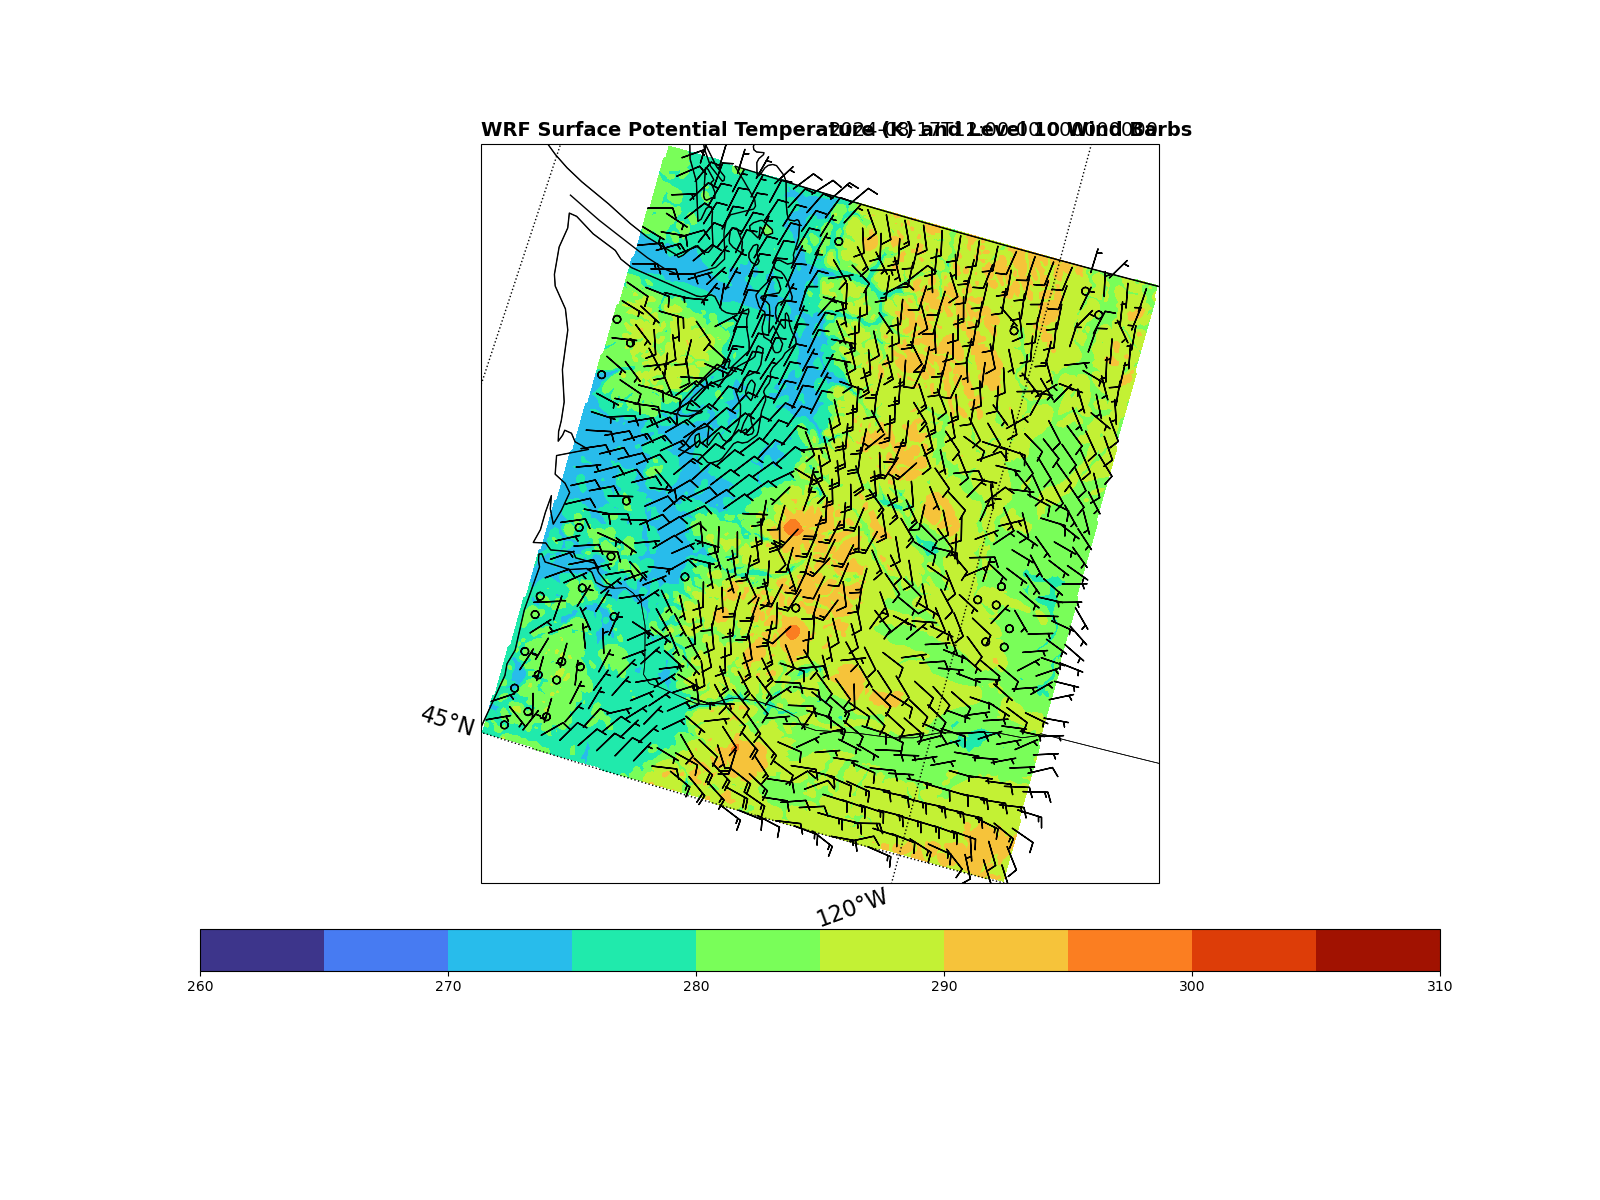 WRF Surface Potential Temperature (K) and Level 10 Wind Barbs
45°N
120°W
260 270 280 290 300 310